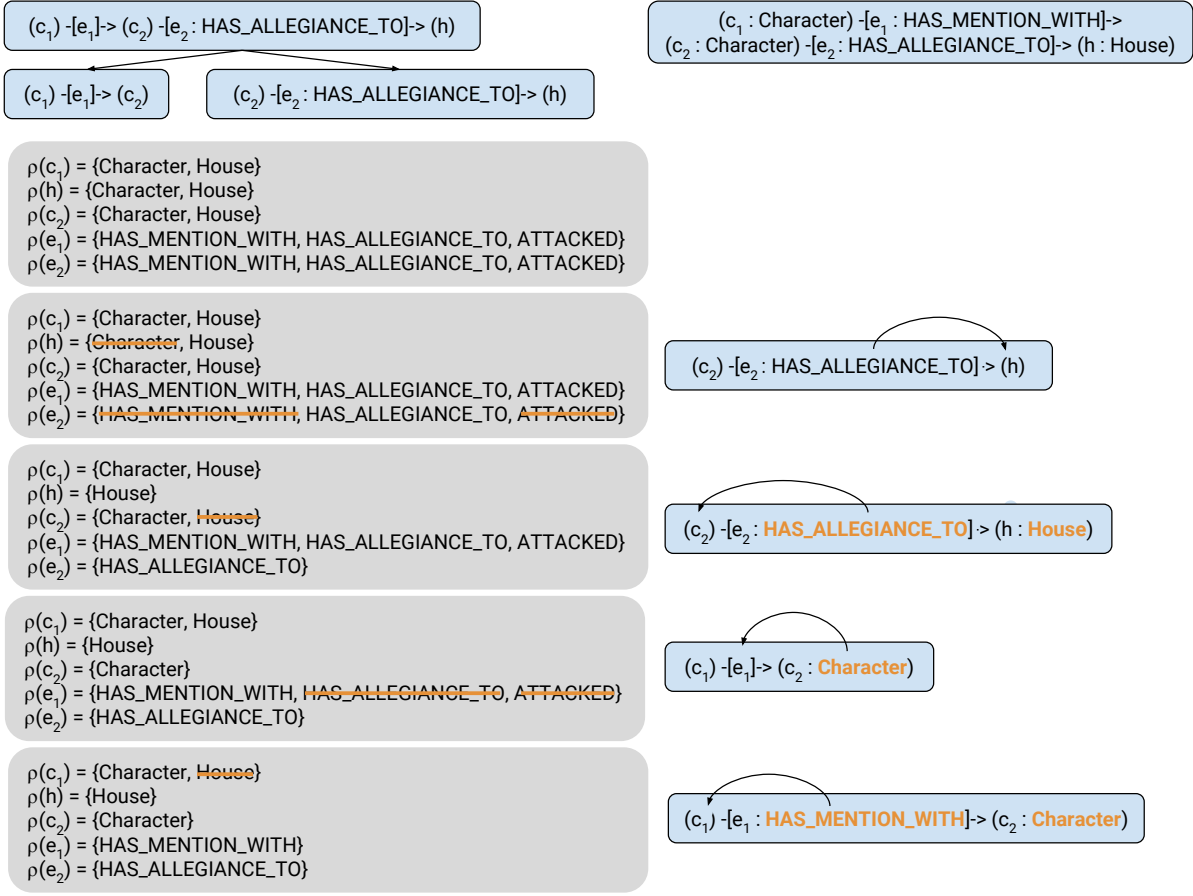 (c₁) -[e₁]-> (c₂) -[e₂ : HAS_ALLEGIANCE_TO]-> (h)
(c₁ : Character) -[e₁ : HAS_MENTION_WITH]->
(c₂ : Character) -[e₂ : HAS_ALLEGIANCE_TO]-> (h : House)
(c₁) -[e₁]-> (c₂)
(c₂) -[e₂ : HAS_ALLEGIANCE_TO]-> (h)
ρ(c₁) = {Character, House}
ρ(h) = {Character, House}
ρ(c₂) = {Character, House}
ρ(e₁) = {HAS_MENTION_WITH, HAS_ALLEGIANCE_TO, ATTACKED}
ρ(e₂) = {HAS_MENTION_WITH, HAS_ALLEGIANCE_TO, ATTACKED}
ρ(c₁) = {Character, House}
ρ(h) = {Character, House}
ρ(c₂) = {Character, House}
ρ(e₁) = {HAS_MENTION_WITH, HAS_ALLEGIANCE_TO, ATTACKED}
ρ(e₂) = {HAS_MENTION_WITH, HAS_ALLEGIANCE_TO, ATTACKED}
(c₂) -[e₂ : HAS_ALLEGIANCE_TO]-> (h)
ρ(c₁) = {Character, House}
ρ(h) = {House}
ρ(c₂) = {Character, House}
ρ(e₁) = {HAS_MENTION_WITH, HAS_ALLEGIANCE_TO, ATTACKED}
ρ(e₂) = {HAS_ALLEGIANCE_TO}
(c₂) -[e₂ : HAS_ALLEGIANCE_TO]-> (h : House)
ρ(c₁) = {Character, House}
ρ(h) = {House}
ρ(c₂) = {Character}
ρ(e₁) = {HAS_MENTION_WITH, HAS_ALLEGIANCE_TO, ATTACKED}
ρ(e₂) = {HAS_ALLEGIANCE_TO}
(c₁) -[e₁]-> (c₂ : Character)
ρ(c₁) = {Character, House}
ρ(h) = {House}
ρ(c₂) = {Character}
ρ(e₁) = {HAS_MENTION_WITH}
ρ(e₂) = {HAS_ALLEGIANCE_TO}
(c₁) -[e₁ : HAS_MENTION_WITH]-> (c₂ : Character)